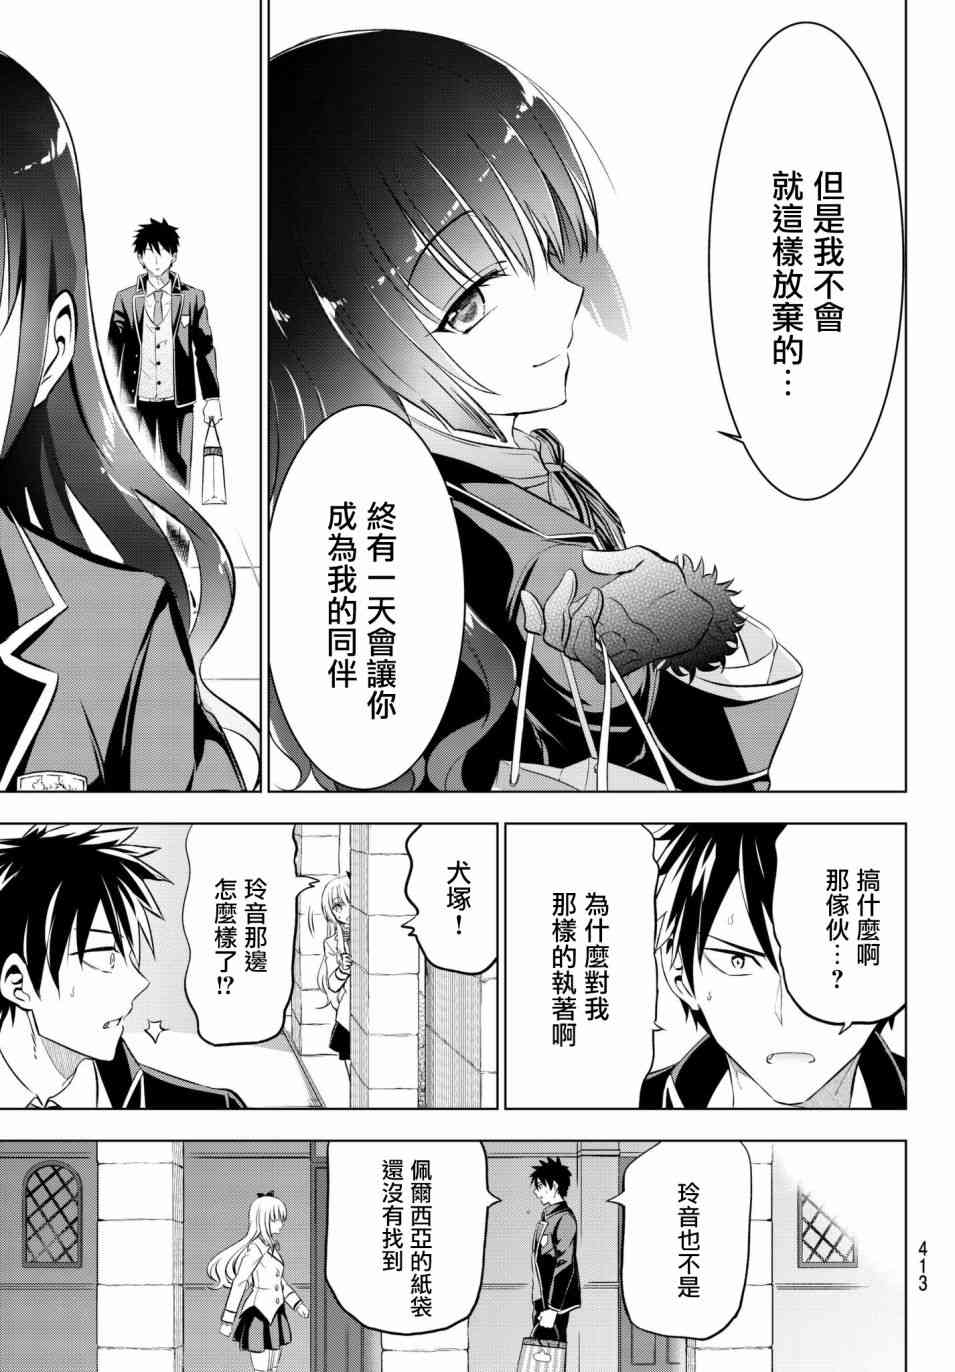 但是我不會
就這樣放棄的…
終有一天會讓你
成為我的同伴
搞什麼啊
那傢伙…?
為什麼對我
那樣的執著啊
犬塚！
玲音那邊
怎麼樣了!?
玲音也不是
佩爾西亞的紙袋
還沒有找到
413